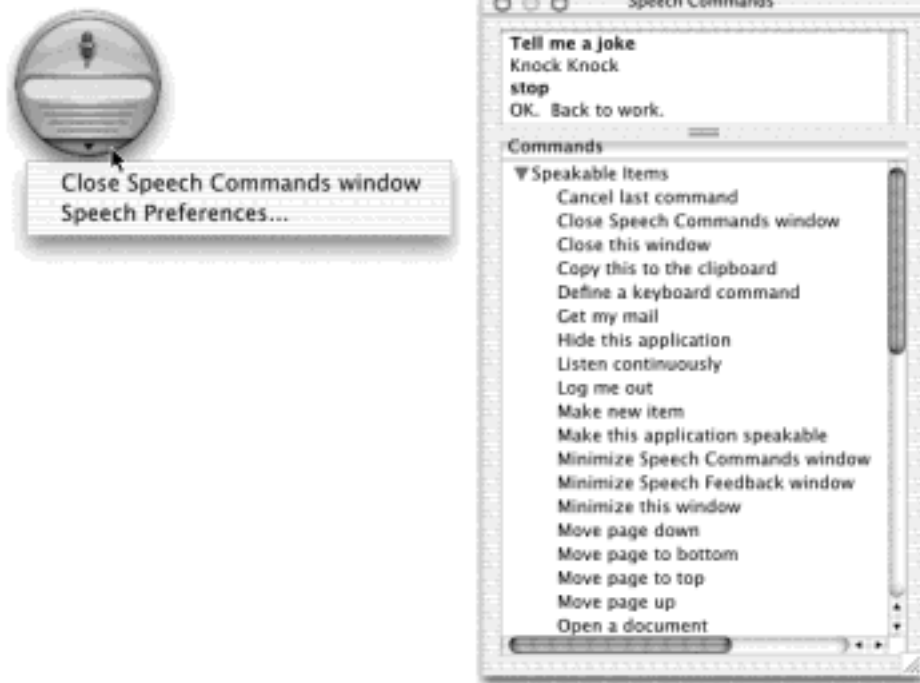 Close Speech Commands window
Speech Preferences...
Speech Commands
Tell me a joke
Knock Knock
stop
OK. Back to work.
Commands
Speakable Items
Cancel last command
Close Speech Commands window
Close this window
Copy this to the clipboard
Define a keyboard command
Get my mail
Hide this application
Listen continuously
Log me out
Make new item
Make this application speakable
Minimize Speech Commands window
Minimize Speech Feedback window
Minimize this window
Move page down
Move page to bottom
Move page to top
Move page up
Open a document